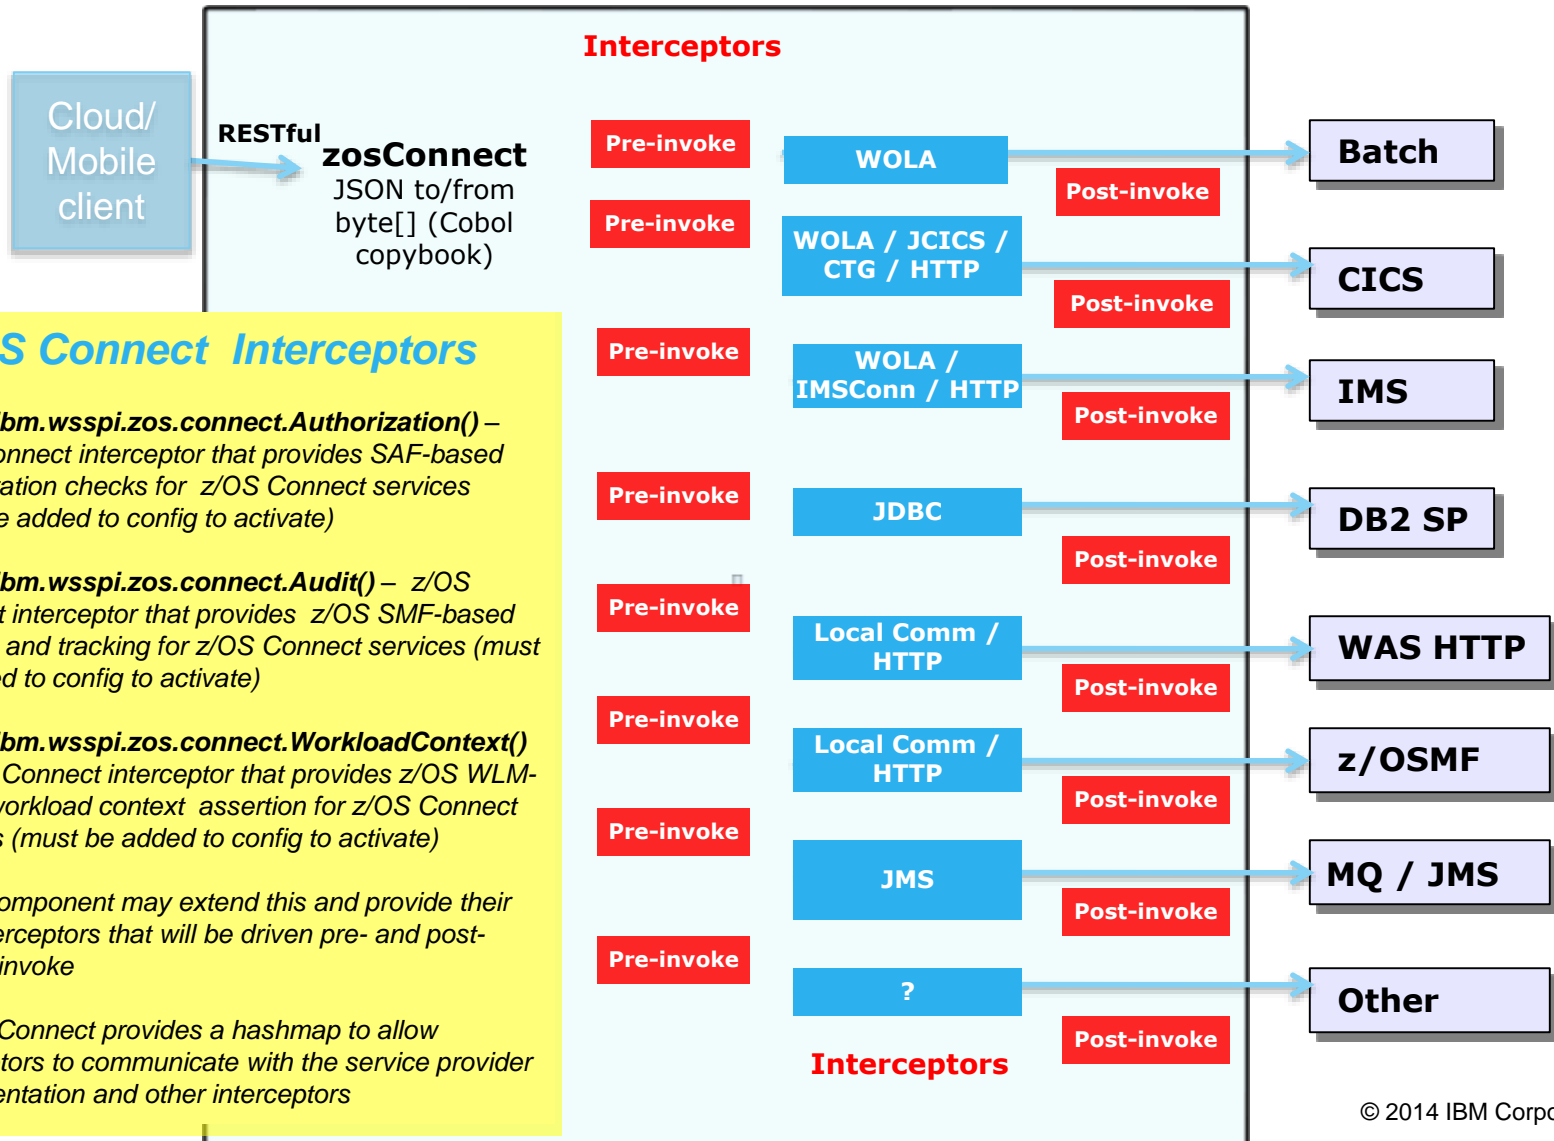 Interceptors
Cloud/
Mobile
client
RESTful
zosConnect
JSON to/from
byte[] (Cobol
copybook)
Pre-invoke
WOLA
Post-invoke
Batch
Pre-invoke
WOLA / JCICS /
CTG / HTTP
Post-invoke
CICS
Pre-invoke
WOLA /
IMSConn / HTTP
Post-invoke
IMS
Pre-invoke
JDBC
Post-invoke
DB2 SP
Pre-invoke
Local Comm /
HTTP
Post-invoke
WAS HTTP
Pre-invoke
Local Comm /
HTTP
Post-invoke
z/OSMF
Pre-invoke
JMS
Post-invoke
MQ / JMS
Pre-invoke
?
Post-invoke
Other
Interceptors
S Connect Interceptors
bm.wsspi.zos.connect.Authorization() –
onnect interceptor that provides SAF-based
ation checks for z/OS Connect services
e added to config to activate)
bm.wsspi.zos.connect.Audit() – z/OS
t interceptor that provides z/OS SMF-based
and tracking for z/OS Connect services (must
ed to config to activate)
bm.wsspi.zos.connect.WorkloadContext()
Connect interceptor that provides z/OS WLM-
workload context assertion for z/OS Connect
s (must be added to config to activate)
omponent may extend this and provide their
erceptors that will be driven pre- and post-
invoke
Connect provides a hashmap to allow
tors to communicate with the service provider
entation and other interceptors
© 2014 IBM Corpo